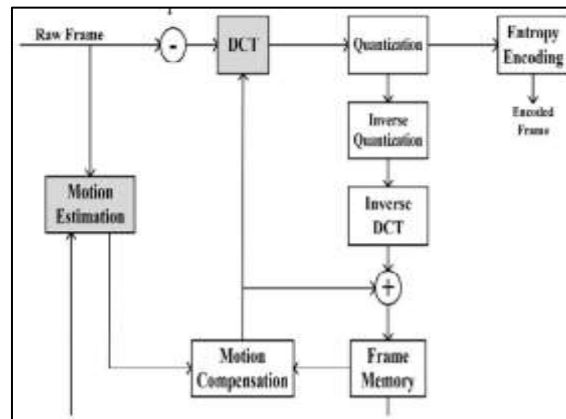 Raw Frame
-
DCT
Quantization
Entropy
Encoding
Inverse
Quantization
Encoded
Frame
Motion
Estimation
Inverse
DCT
+
Motion
Compensation
Frame
Memory